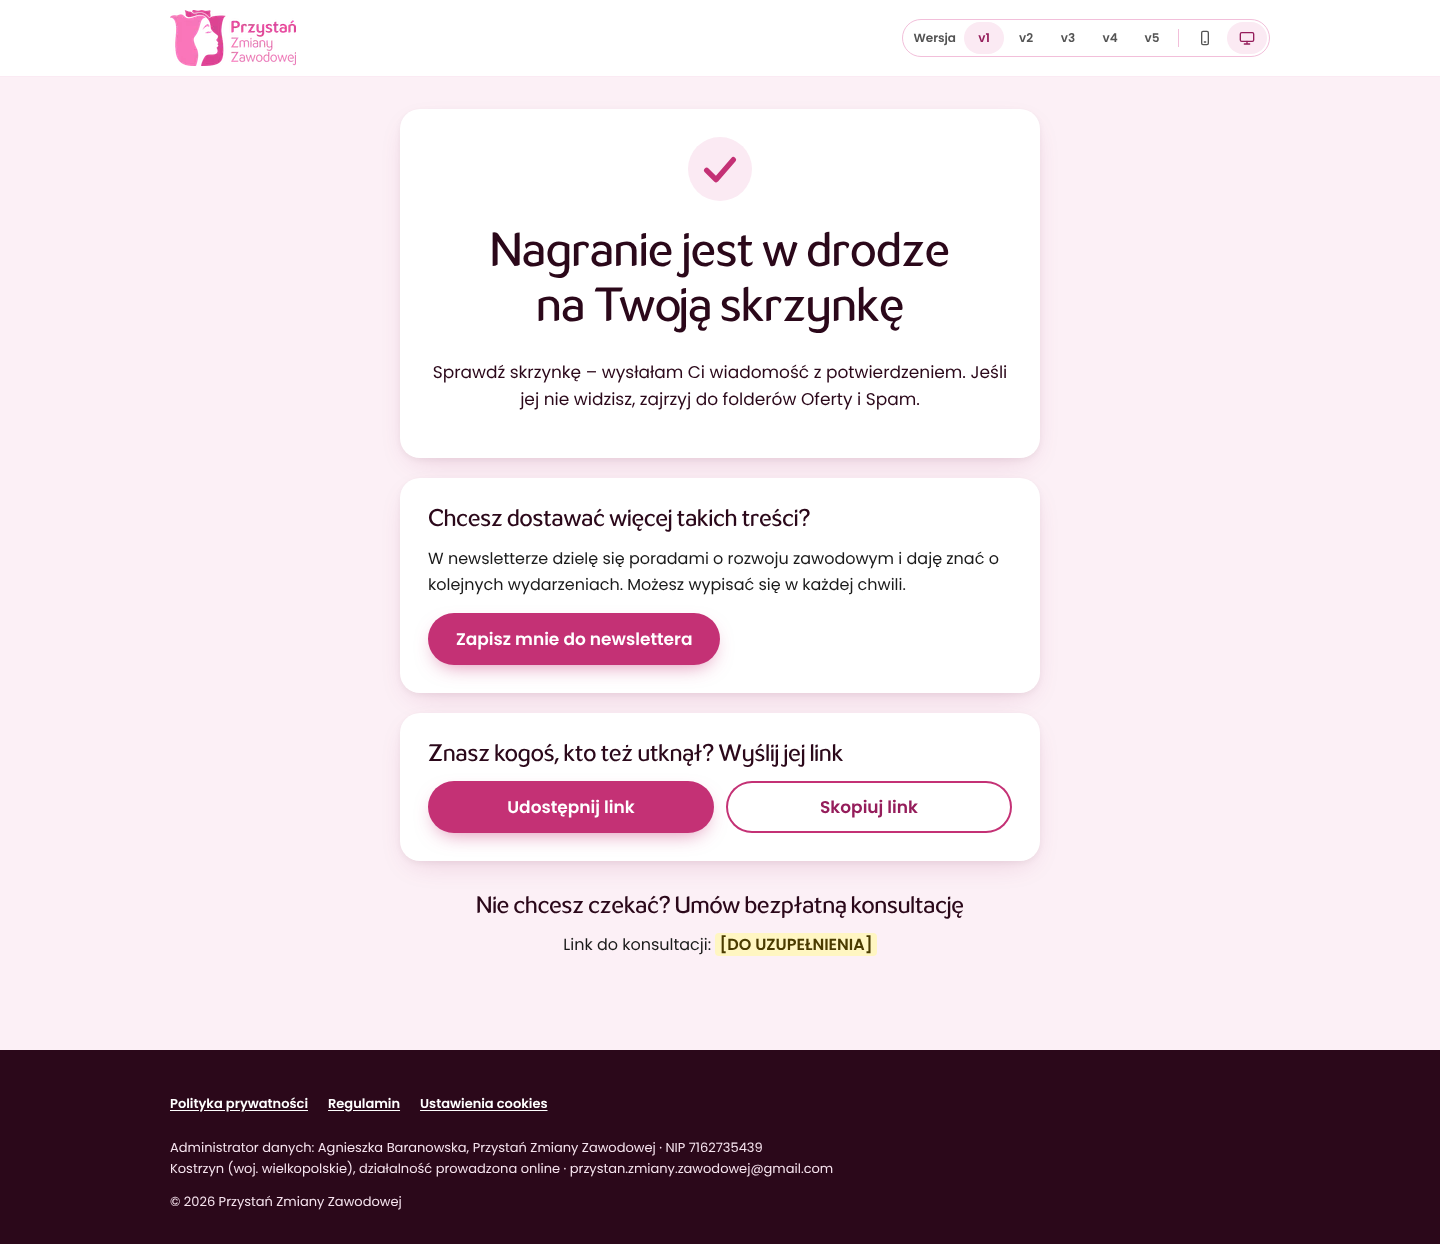 Przystań
Zmiany
Zawodowej
Wersja v1 v2 v3 v4 v5
Nagranie jest w drodze
na Twoją skrzynkę
Sprawdź skrzynkę – wysłałam Ci wiadomość z potwierdzeniem. Jeśli
jej nie widzisz, zajrzyj do folderów Oferty i Spam.
Chcesz dostawać więcej takich treści?
W newsletterze dzielę się poradami o rozwoju zawodowym i daję znać o
kolejnych wydarzeniach. Możesz wypisać się w każdej chwili.
Zapisz mnie do newslettera
Znasz kogoś, kto też utknął? Wyślij jej link
Udostępnij link Skopiuj link
Nie chcesz czekać? Umów bezpłatną konsultację
Link do konsultacji: [DO UZUPEŁNIENIA]
Polityka prywatności Regulamin Ustawienia cookies
Administrator danych: Agnieszka Baranowska, Przystań Zmiany Zawodowej · NIP 7162735439
Kostrzyn (woj. wielkopolskie), działalność prowadzona online · przystan.zmiany.zawodowej@gmail.com
© 2026 Przystań Zmiany Zawodowej